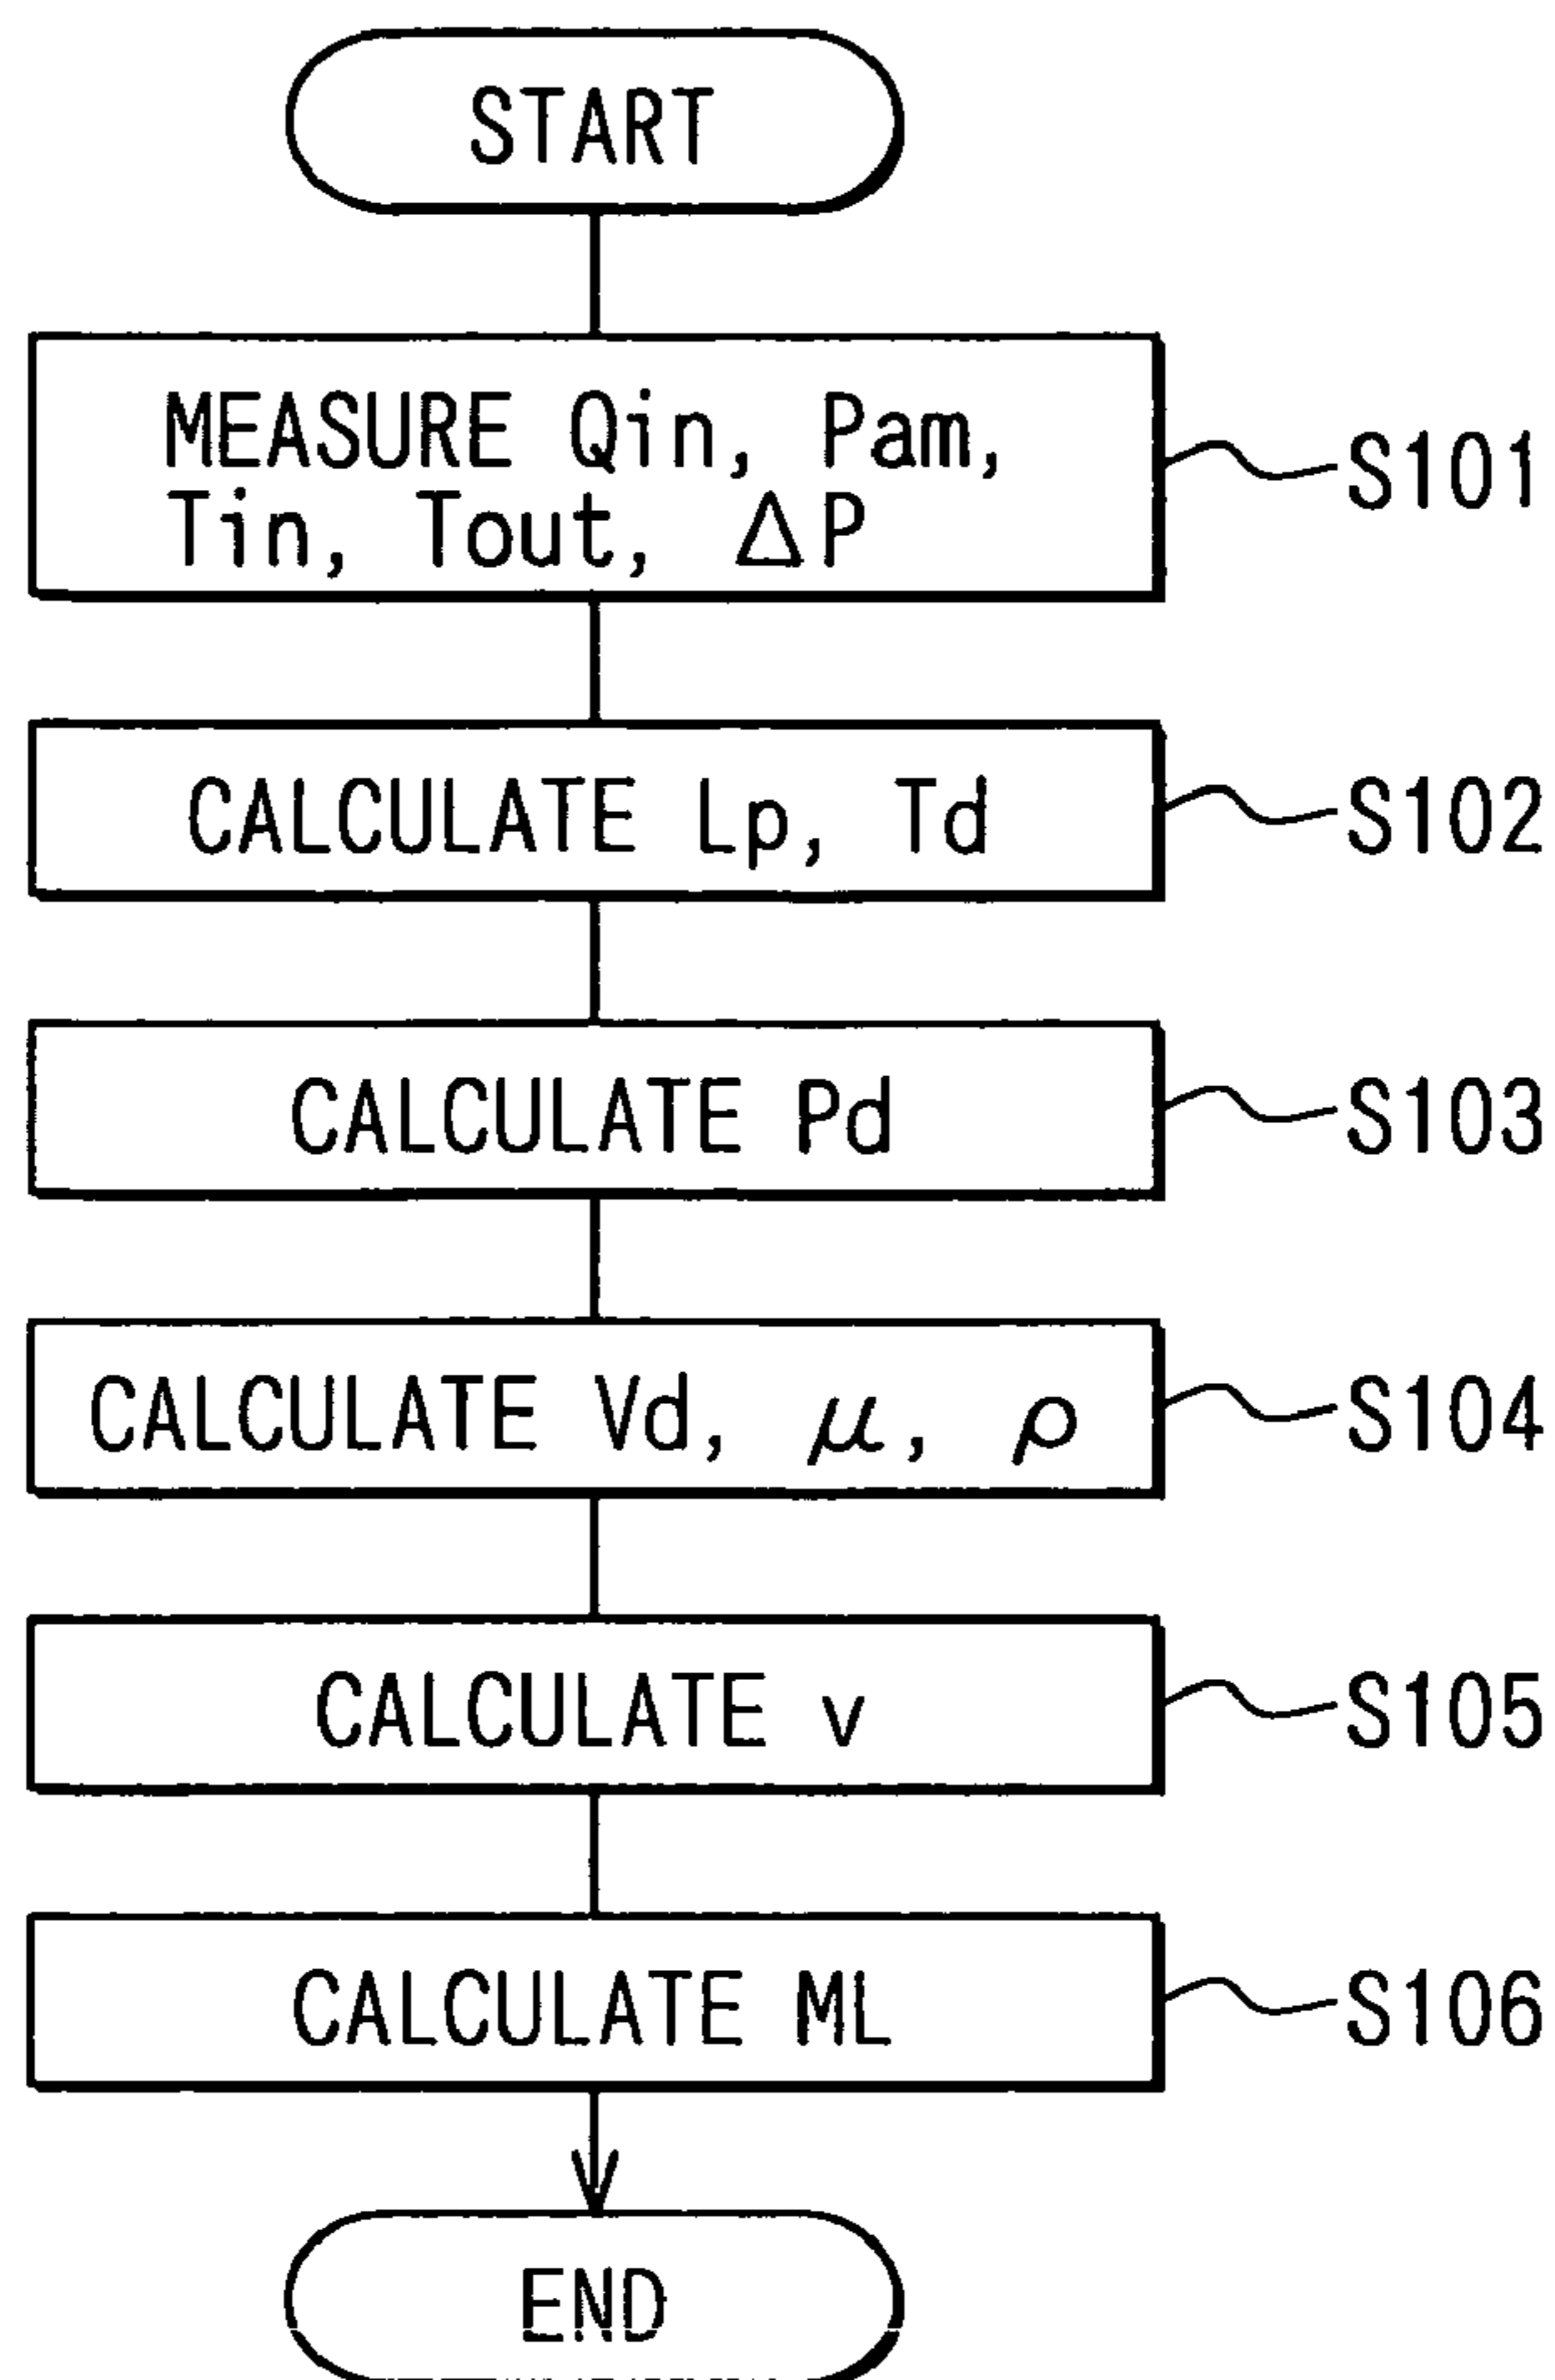 START
MEASURE Qin, Pam,
Tin, Tout, ΔP
S101
CALCULATE Lp, Td
S102
CALCULATE Pd
S103
CALCULATE Vd, μ, ρ
S104
CALCULATE v
S105
CALCULATE ML
S106
END